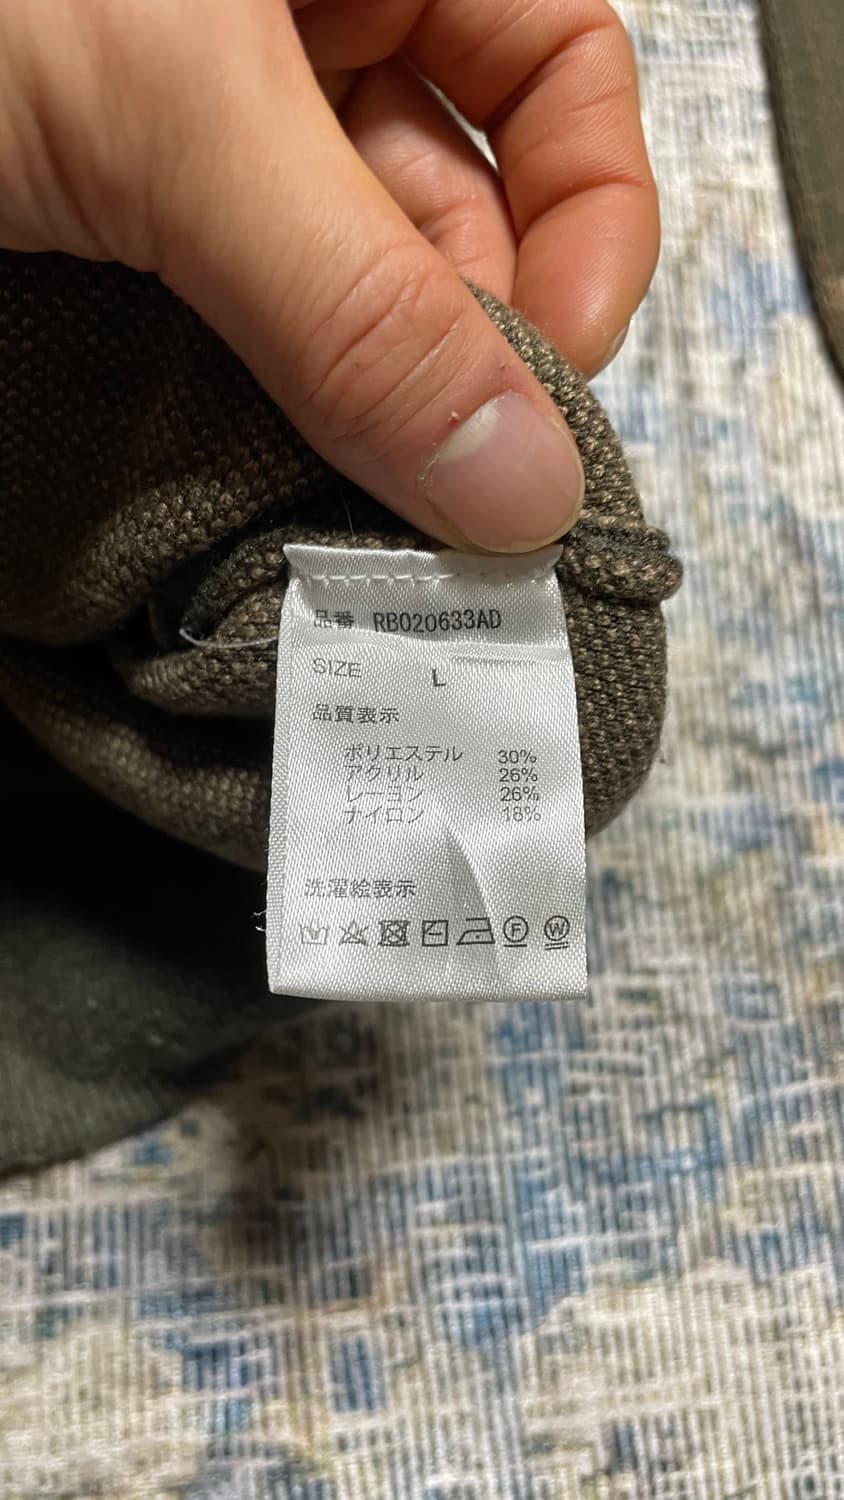 品番 RB020633AD
SIZE L
品質表示
ポリエステル 30%
アクリル 26%
レーヨン 26%
ナイロン 18%
洗濯絵表示
F W